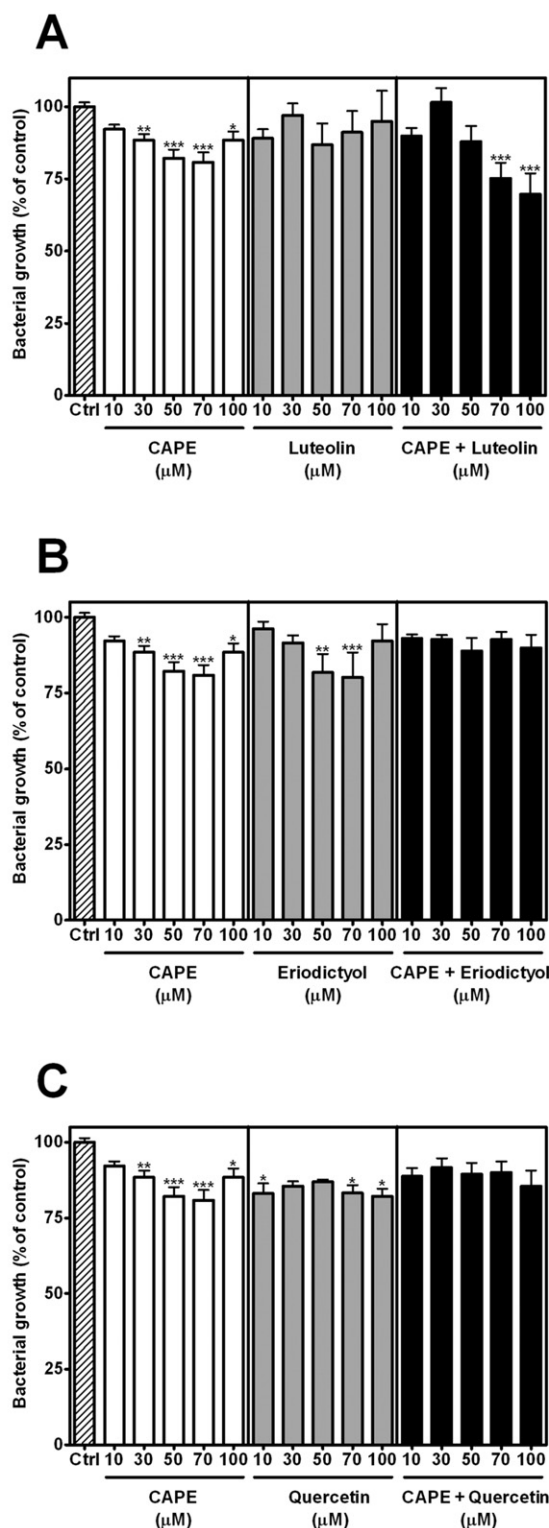 A
Bacterial growth (% of control)
100
75
50
25
0
** *** *** *
*** ***
Ctrl 10 30 50 70 100 10 30 50 70 100 10 30 50 70 100
CAPE Luteolin CAPE + Luteolin
(μM) (μM) (μM)
B
Bacterial growth (% of control)
100
75
50
25
0
** *** *** *
** ***
Ctrl 10 30 50 70 100 10 30 50 70 100 10 30 50 70 100
CAPE Eriodictyol CAPE + Eriodictyol
(μM) (μM) (μM)
C
Bacterial growth (% of control)
100
75
50
25
0
** *** *** *
* * *
Ctrl 10 30 50 70 100 10 30 50 70 100 10 30 50 70 100
CAPE Quercetin CAPE + Quercetin
(μM) (μM) (μM)